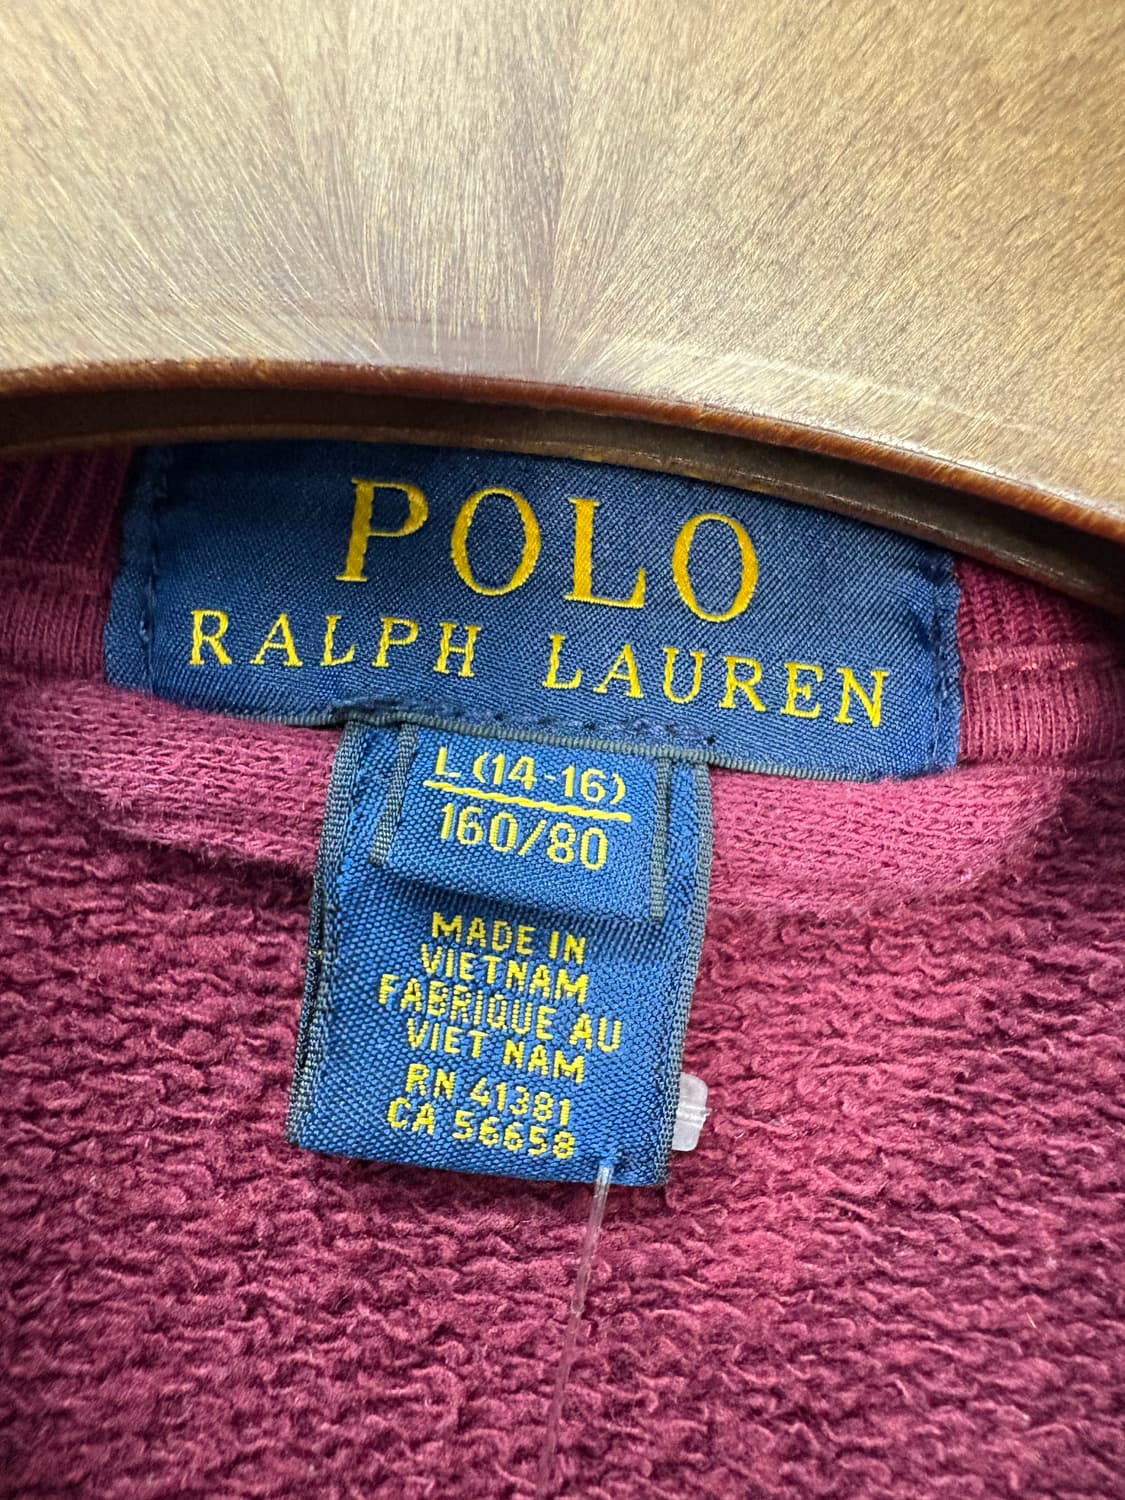 POLO
RALPH LAUREN
L (14-16)
160/80
MADE IN
VIETNAM
FABRIQUE AU
VIET NAM
RN 41381
CA 56658